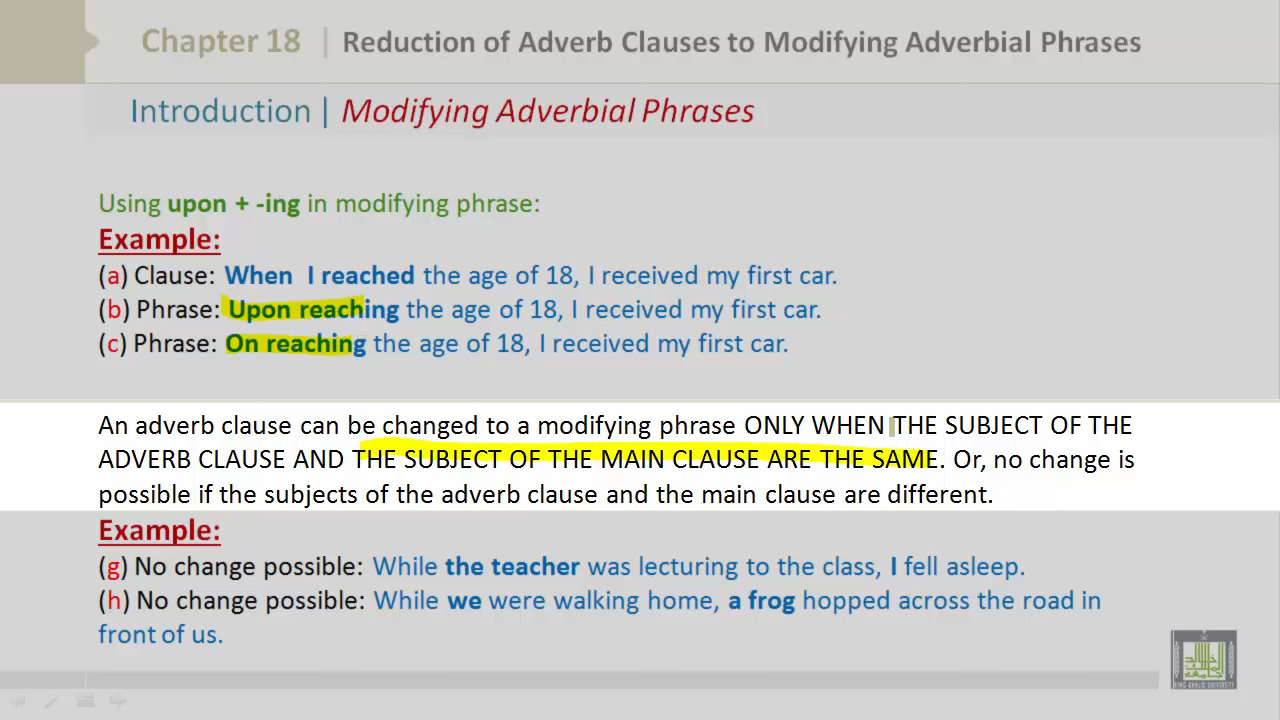 Chapter 18 | Reduction of Adverb Clauses to Modifying Adverbial Phrases
Introduction | Modifying Adverbial Phrases
Using upon + -ing in modifying phrase:
Example:
(a) Clause: When I reached the age of 18, I received my first car.
(b) Phrase: Upon reaching the age of 18, I received my first car.
(c) Phrase: On reaching the age of 18, I received my first car.
An adverb clause can be changed to a modifying phrase ONLY WHEN THE SUBJECT OF THE
ADVERB CLAUSE AND THE SUBJECT OF THE MAIN CLAUSE ARE THE SAME. Or, no change is
possible if the subjects of the adverb clause and the main clause are different.
Example:
(g) No change possible: While the teacher was lecturing to the class, I fell asleep.
(h) No change possible: While we were walking home, a frog hopped across the road in
front of us.
KING KHALID UNIVERSITY